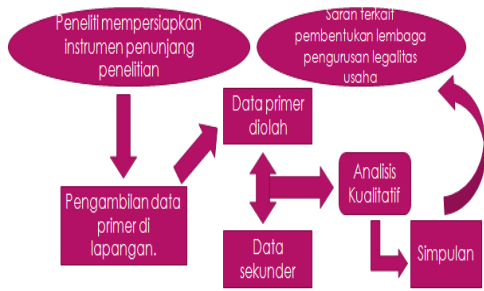 Peneliti mempersiapkan
instrumen penunjang
penelitian
Pengambilan data
primer di
lapangan.
Data primer
diolah
Data
sekunder
Analisis
Kualitatif
Simpulan
Saran terkait
pembentukan lembaga
pengurusan legalitas
usaha